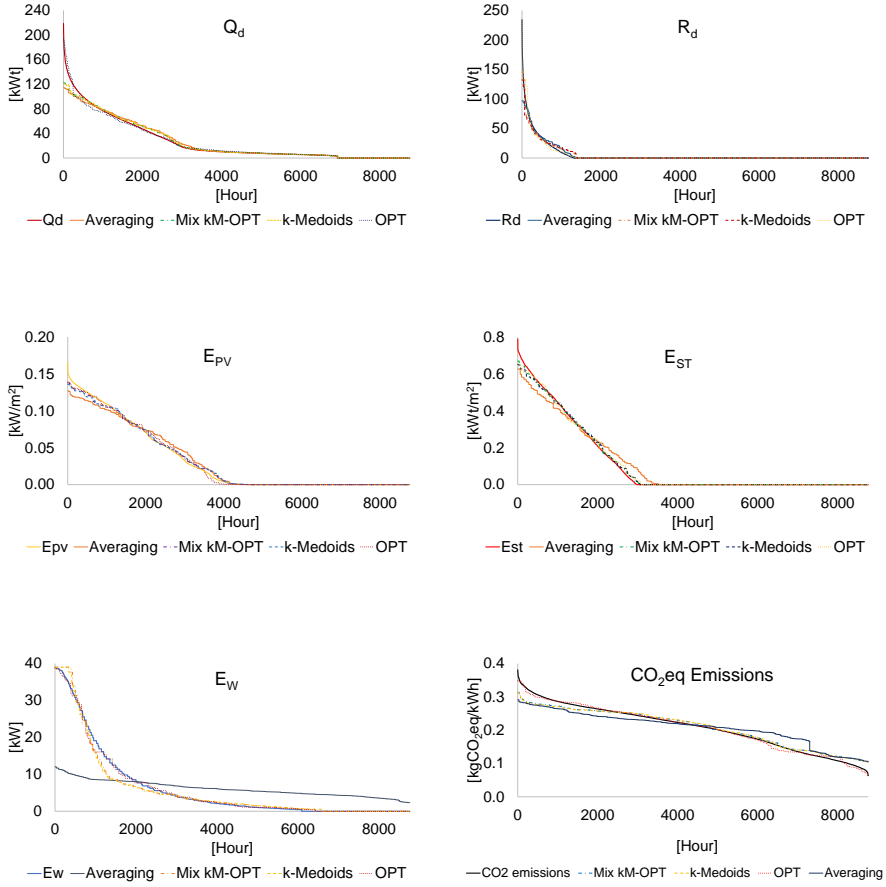 Qd
[kWt]
240
200
160
120
80
40
0
0 2000 4000 6000 8000
[Hour]
Qd Averaging Mix kM-OPT k-Medoids OPT
Rd
[kWt]
250
200
150
100
50
0
0 2000 4000 6000 8000
[Hour]
Rd Averaging Mix kM-OPT k-Medoids OPT
EPV
[kW/m²]
0.20
0.15
0.10
0.05
0.00
0 2000 4000 6000 8000
[Hour]
Epv Averaging Mix kM-OPT k-Medoids OPT
EST
[kWt/m²]
0.8
0.6
0.4
0.2
0.0
0 2000 4000 6000 8000
[Hour]
Est Averaging Mix kM-OPT k-Medoids OPT
EW
[kW]
40
30
20
10
0
0 2000 4000 6000 8000
[Hour]
Ew Averaging Mix kM-OPT k-Medoids OPT
CO₂eq Emissions
[kgCO₂eq/kWh]
0.4
0.3
0.2
0.1
0.0
0 2000 4000 6000 8000
[Hour]
CO2 emissions Mix kM-OPT k-Medoids OPT Averaging